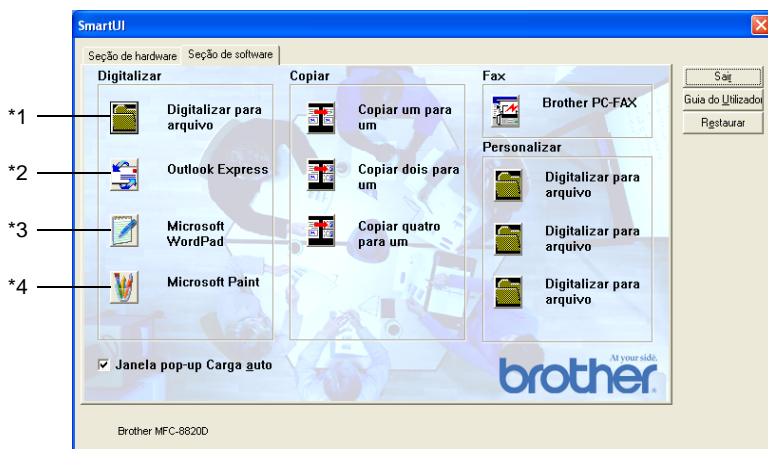 SmartUI
Seção de hardware
Seção de software
Digitalizar
*1
Digitalizar para
arquivo
*2
Outlook Express
*3
Microsoft
WordPad
*4
Microsoft Paint
Copiar
Copiar um para
um
Copiar dois para
um
Copiar quatro
para um
Fax
Brother PC-FAX
Personalizar
Digitalizar para
arquivo
Digitalizar para
arquivo
Digitalizar para
arquivo
Sair
Guia do Utilizador
Restaurar
Janela pop-up Carga auto
At your side.
brother
Brother MFC-8820D